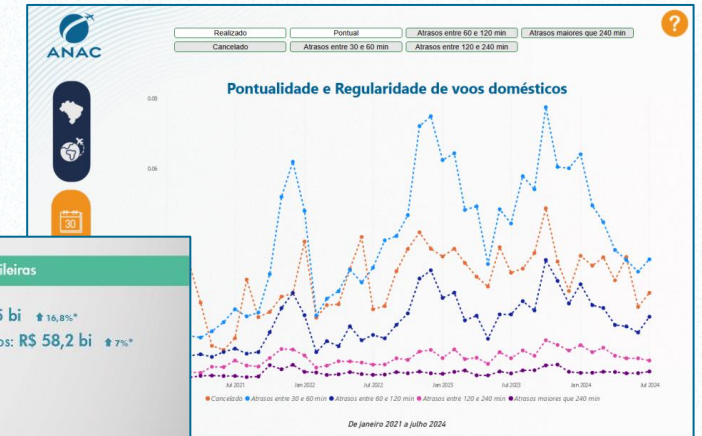 ANAC
Realizado Pontual Atrasos entre 60 e 120 min Atrasos maiores que 240 min
Cancelado Atrasos entre 30 e 60 min Atrasos entre 120 e 240 min
?
Pontualidade e Regularidade de voos domésticos
0.08
0.06
30
Jul 2021 Jan 2022 Jul 2022 Jan 2023 Jul 2023 Jan 2024 Jul 2024
Cancelado Atrasos entre 30 e 60 min Atrasos entre 60 e 120 min Atrasos entre 120 e 240 min Atrasos maiores que 240 min
De janeiro 2021 a julho 2024
bi 16,8%*
R$ 58,2 bi 7%*